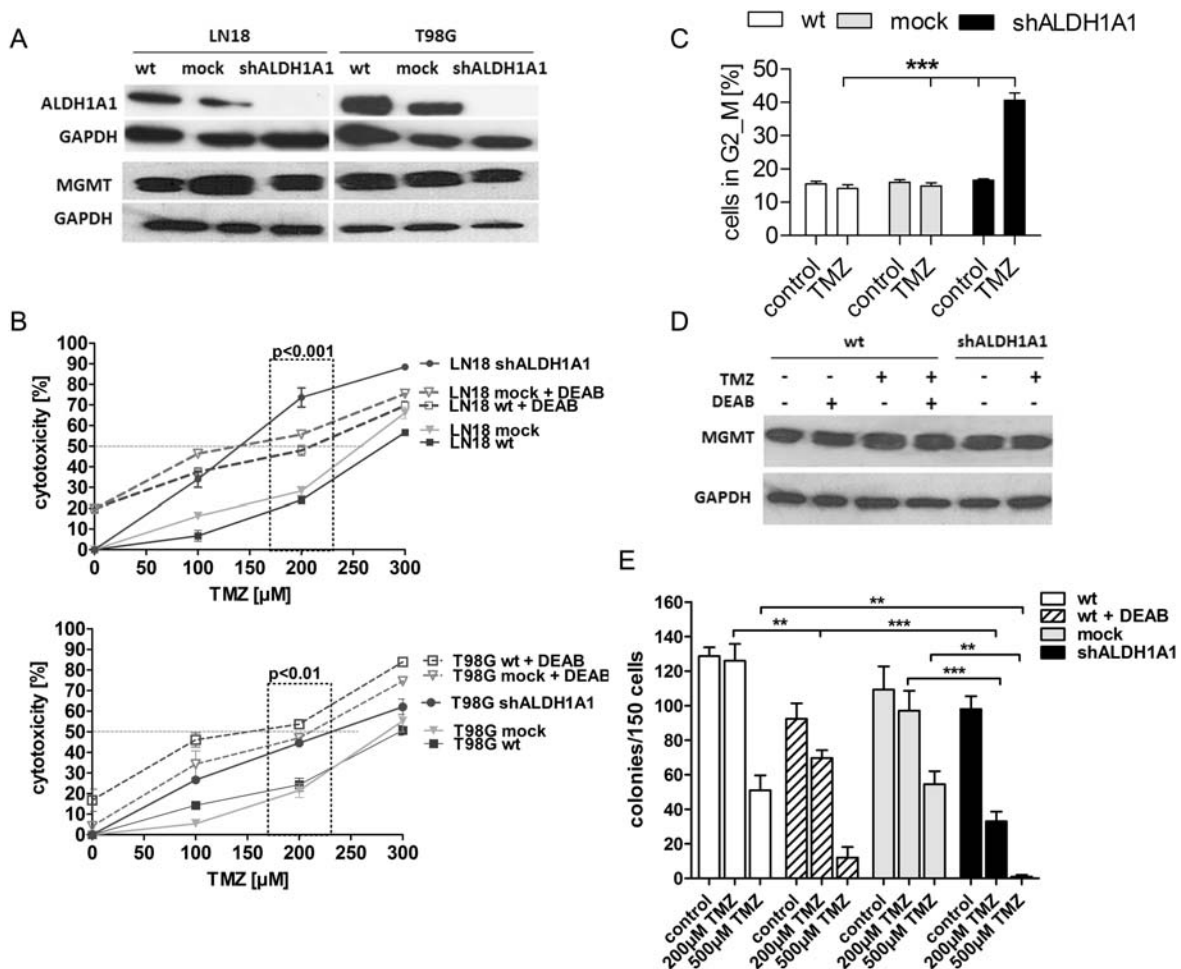 A
LN18
T98G
wt mock shALDH1A1
wt mock shALDH1A1
ALDH1A1
GAPDH
MGMT
GAPDH
B
cytotoxicity [%]
100
90
80
70
60
50
40
30
20
10
0
p<0.001
LN18 shALDH1A1
LN18 mock + DEAB
LN18 wt + DEAB
LN18 mock
LN18 wt
0 50 100 150 200 250 300
TMZ [µM]
cytotoxicity [%]
100
90
80
70
60
50
40
30
20
10
0
p<0.01
T98G wt + DEAB
T98G mock + DEAB
T98G shALDH1A1
T98G mock
T98G wt
0 50 100 150 200 250 300
TMZ [µM]
wt mock shALDH1A1
C
cells in G2_M [%]
50
40
30
20
10
0
***
control TMZ control TMZ control TMZ
D
wt shALDH1A1
TMZ - - + + - +
DEAB - + - + - -
MGMT
GAPDH
E
colonies/150 cells
160
140
120
100
80
60
40
20
0
**
** ***
**
***
wt
wt + DEAB
mock
shALDH1A1
control 200µM TMZ 500µM TMZ control 200µM TMZ 500µM TMZ control 200µM TMZ 500µM TMZ control 200µM TMZ 500µM TMZ